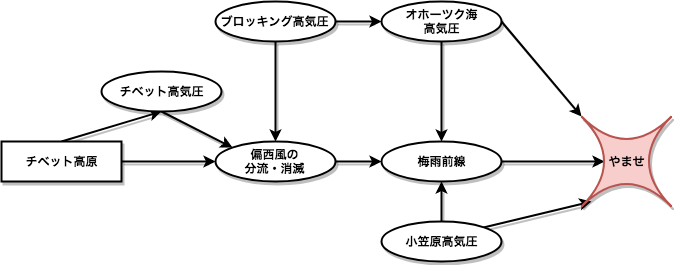 ブロッキング高気圧
オホーツク海
高気圧
チベット高気圧
チベット高原
偏西風の
分流・消滅
梅雨前線
やませ
小笠原高気圧